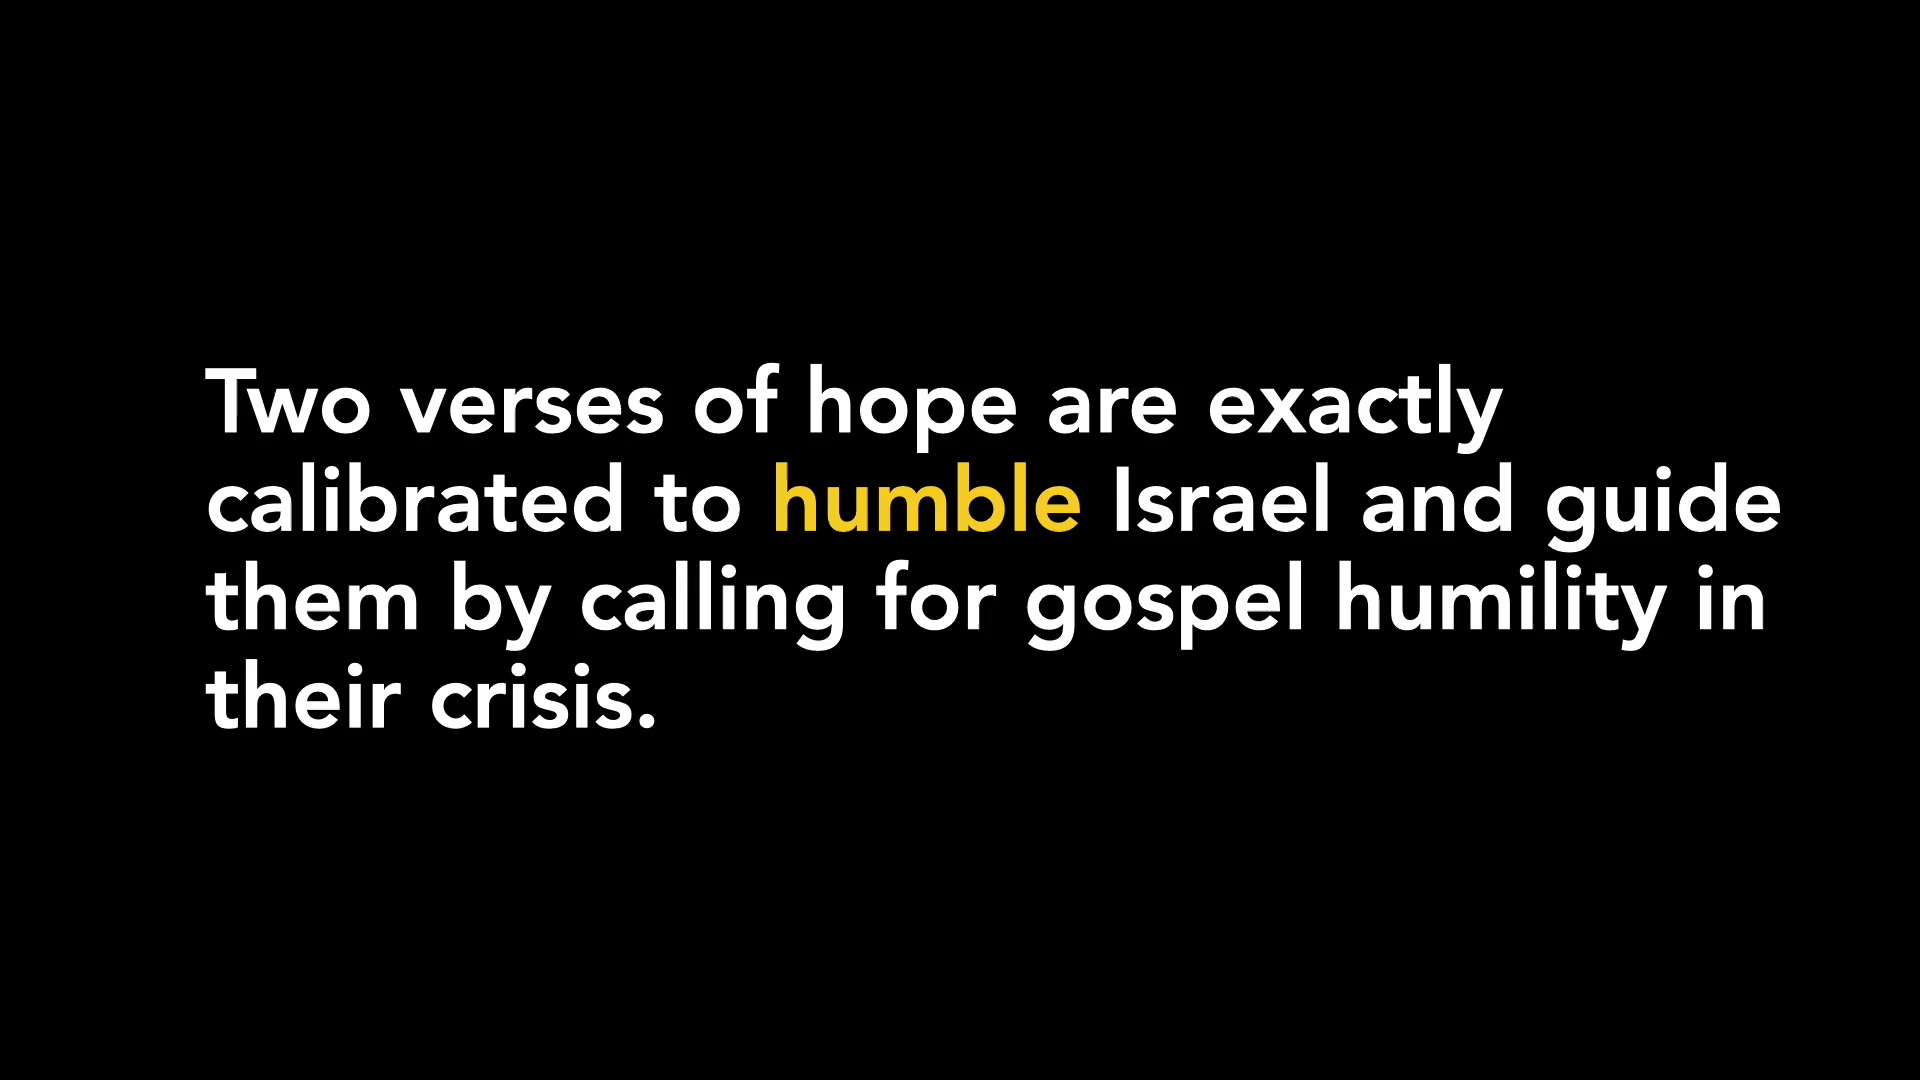 Two verses of hope are exactly
calibrated to humble Israel and guide
them by calling for gospel humility in
their crisis.